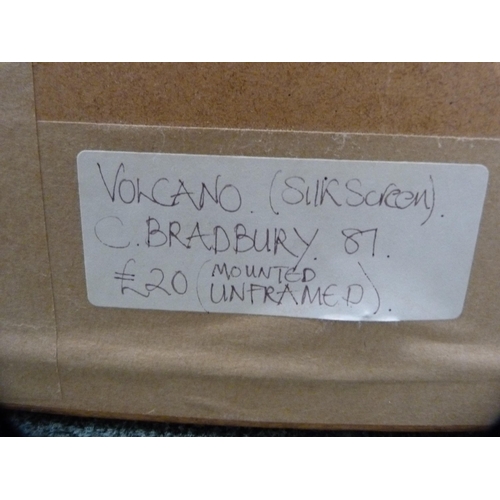 VOLCANO. (Silkscreen).
C. BRADBURY. 87.
£20 (MOUNTED
UNFRAMED).